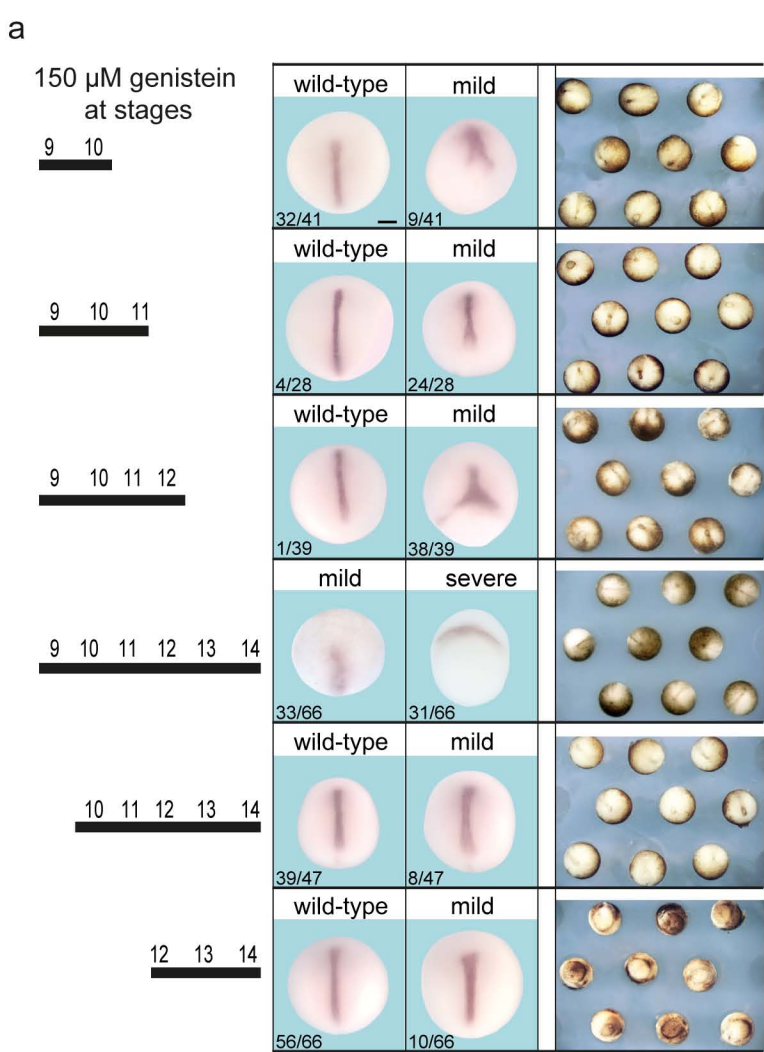 a
150 µM genistein
at stages
9 10
wild-type mild
32/41 9/41
9 10 11
wild-type mild
4/28 24/28
9 10 11 12
wild-type mild
1/39 38/39
9 10 11 12 13 14
mild severe
33/66 31/66
10 11 12 13 14
wild-type mild
39/47 8/47
12 13 14
wild-type mild
56/66 10/66